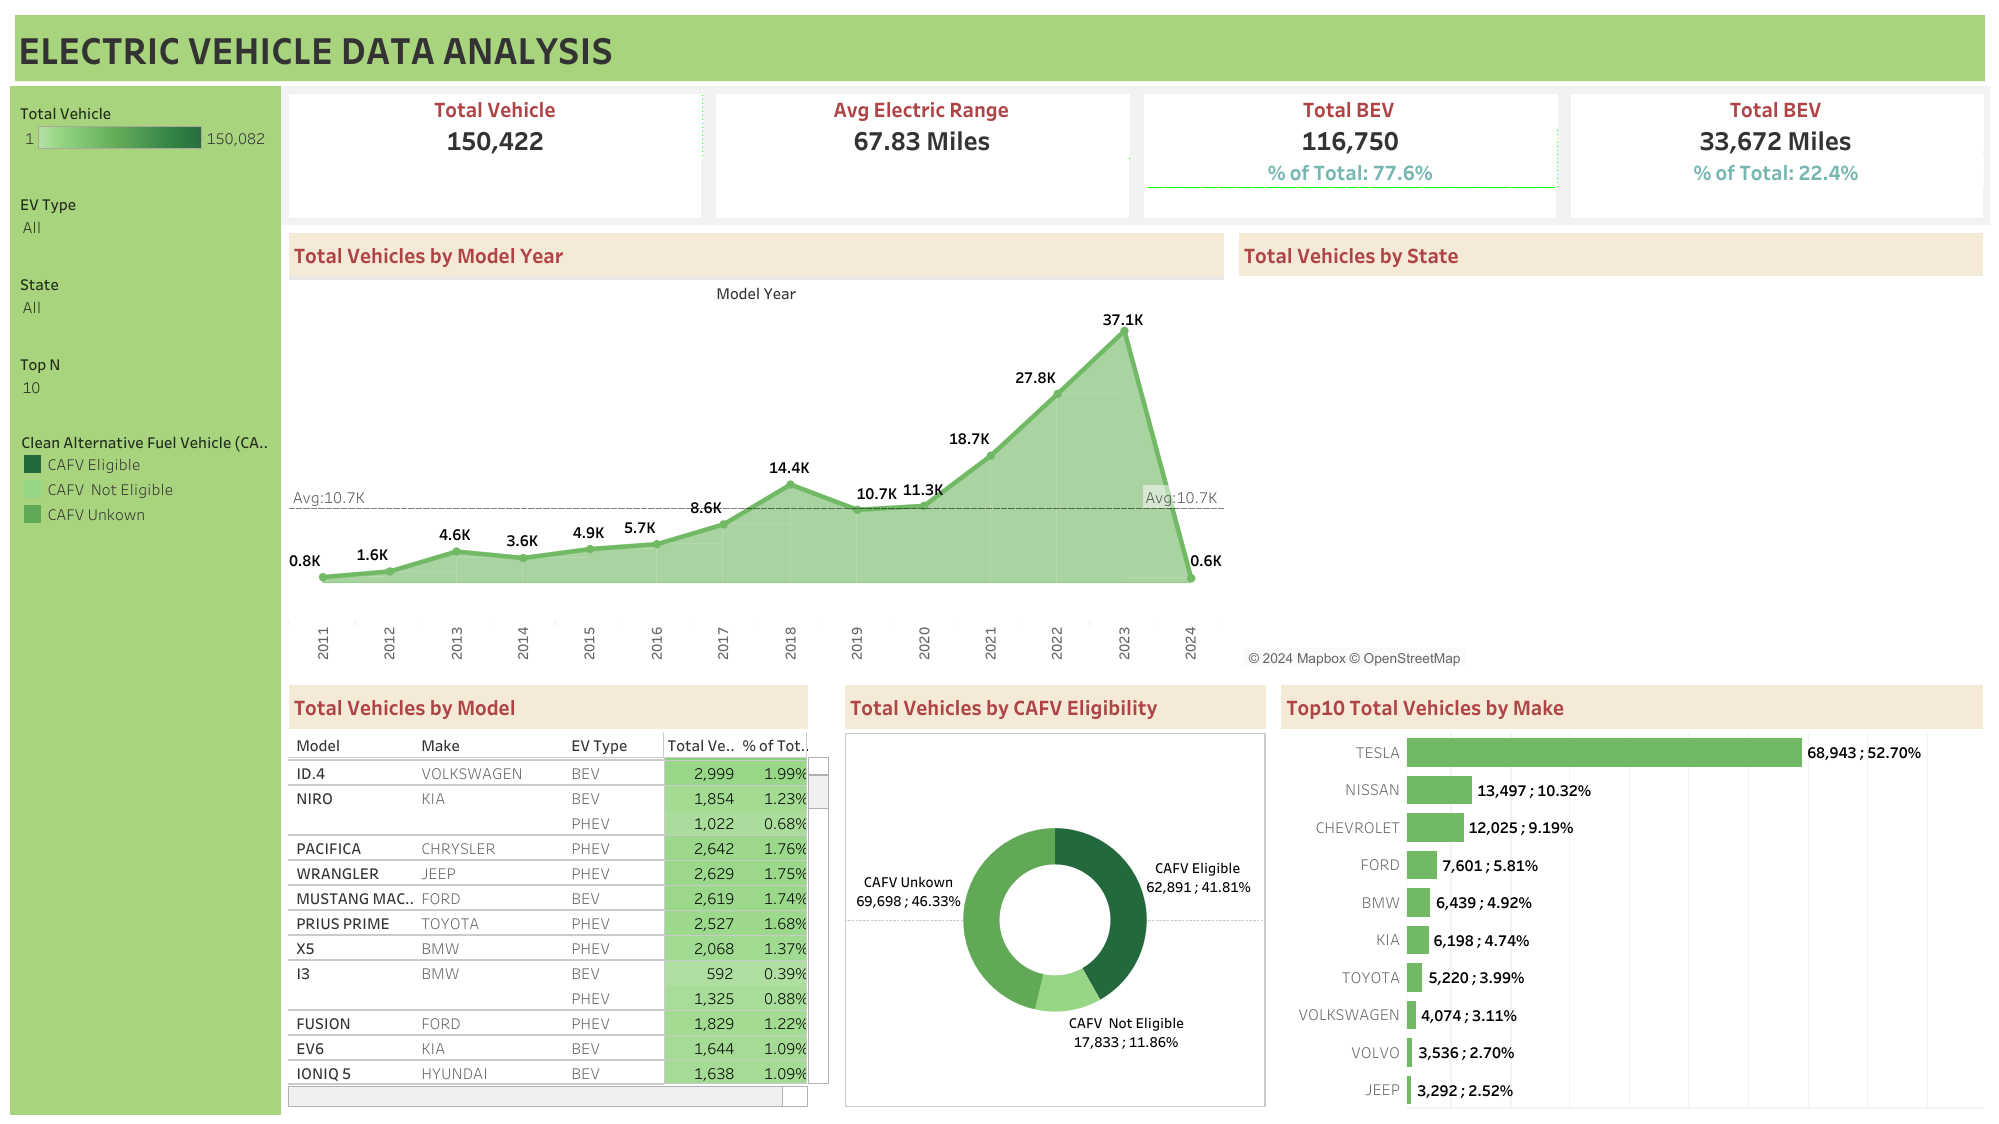 ELECTRIC VEHICLE DATA ANALYSIS
Total Vehicle
1 150,082
EV Type
All
State
All
Top N
10
Clean Alternative Fuel Vehicle (CA..
CAFV Eligible
CAFV  Not Eligible
CAFV Unkown
Total Vehicle
150,422
Avg Electric Range
67.83 Miles
Total BEV
116,750
% of Total: 77.6%
Total BEV
33,672 Miles
% of Total: 22.4%
Total Vehicles by Model Year
Model Year
37.1K
27.8K
18.7K
14.4K
10.7K 11.3K
Avg:10.7K
Avg:10.7K
8.6K
5.7K
4.9K
4.6K
3.6K
1.6K
0.8K
0.6K
2011 2012 2013 2014 2015 2016 2017 2018 2019 2020 2021 2022 2023 2024
Total Vehicles by State
© 2024 Mapbox © OpenStreetMap
Total Vehicles by Model
Model Make EV Type Total Ve.. % of Tot..
ID.4 VOLKSWAGEN BEV 2,999 1.99%
NIRO KIA BEV 1,854 1.23%
PHEV 1,022 0.68%
PACIFICA CHRYSLER PHEV 2,642 1.76%
WRANGLER JEEP PHEV 2,629 1.75%
MUSTANG MAC.. FORD BEV 2,619 1.74%
PRIUS PRIME TOYOTA PHEV 2,527 1.68%
X5 BMW PHEV 2,068 1.37%
I3 BMW BEV 592 0.39%
PHEV 1,325 0.88%
FUSION FORD PHEV 1,829 1.22%
EV6 KIA BEV 1,644 1.09%
IONIQ 5 HYUNDAI BEV 1,638 1.09%
Total Vehicles by CAFV Eligibility
CAFV Unkown
69,698 ; 46.33%
CAFV Eligible
62,891 ; 41.81%
CAFV  Not Eligible
17,833 ; 11.86%
Top10 Total Vehicles by Make
TESLA 68,943 ; 52.70%
NISSAN 13,497 ; 10.32%
CHEVROLET 12,025 ; 9.19%
FORD 7,601 ; 5.81%
BMW 6,439 ; 4.92%
KIA 6,198 ; 4.74%
TOYOTA 5,220 ; 3.99%
VOLKSWAGEN 4,074 ; 3.11%
VOLVO 3,536 ; 2.70%
JEEP 3,292 ; 2.52%